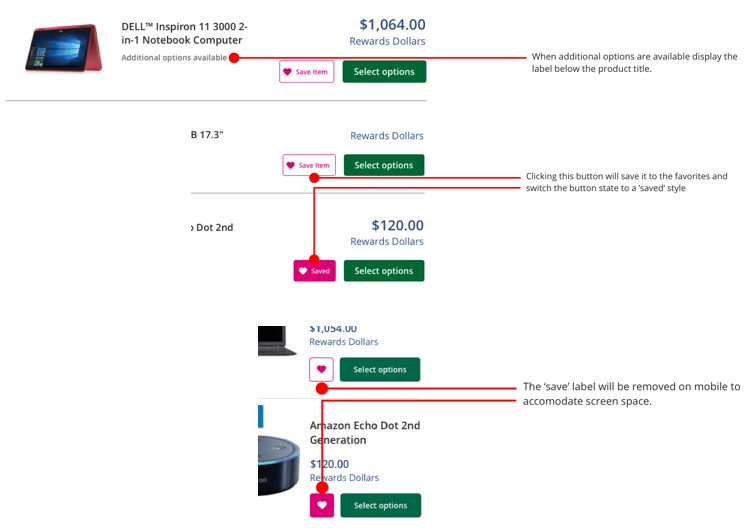 DELL™ Inspiron 11 3000 2-
in-1 Notebook Computer
Additional options available
$1,064.00
Rewards Dollars
Save Item
Select options
When additional options are available display the
label below the product title.
B 17.3"
Rewards Dollars
Save Item
Select options
Clicking this button will save it to the favorites and
switch the button state to a ‘saved’ style
Dot 2nd
$120.00
Rewards Dollars
Saved
Select options
$1,054.00
Rewards Dollars
Select options
The ‘save’ label will be removed on mobile to
accomodate screen space.
Amazon Echo Dot 2nd
Generation
$120.00
Rewards Dollars
Select options